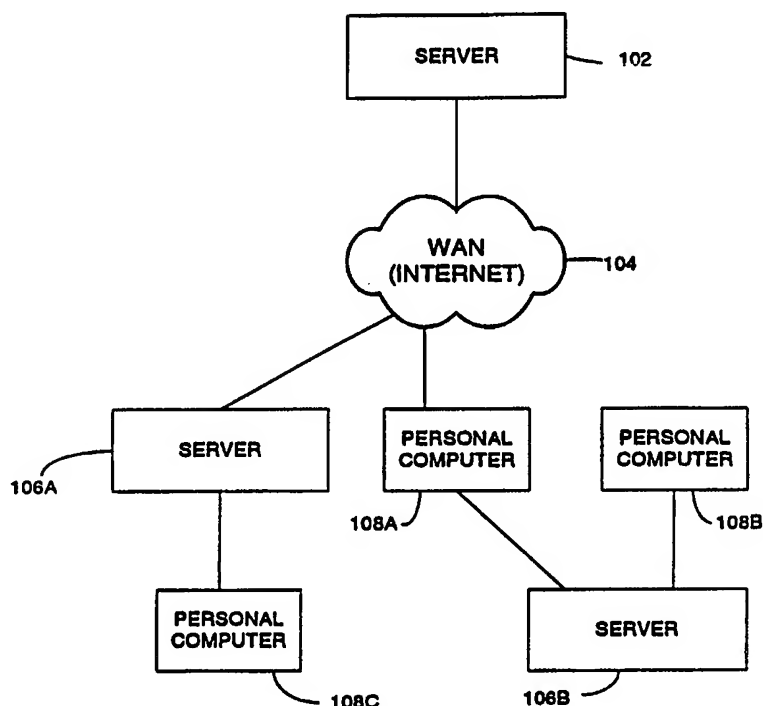 SERVER
102
WAN
(INTERNET)
104
SERVER
106A
PERSONAL
COMPUTER
108A
PERSONAL
COMPUTER
108B
PERSONAL
COMPUTER
108C
SERVER
106B